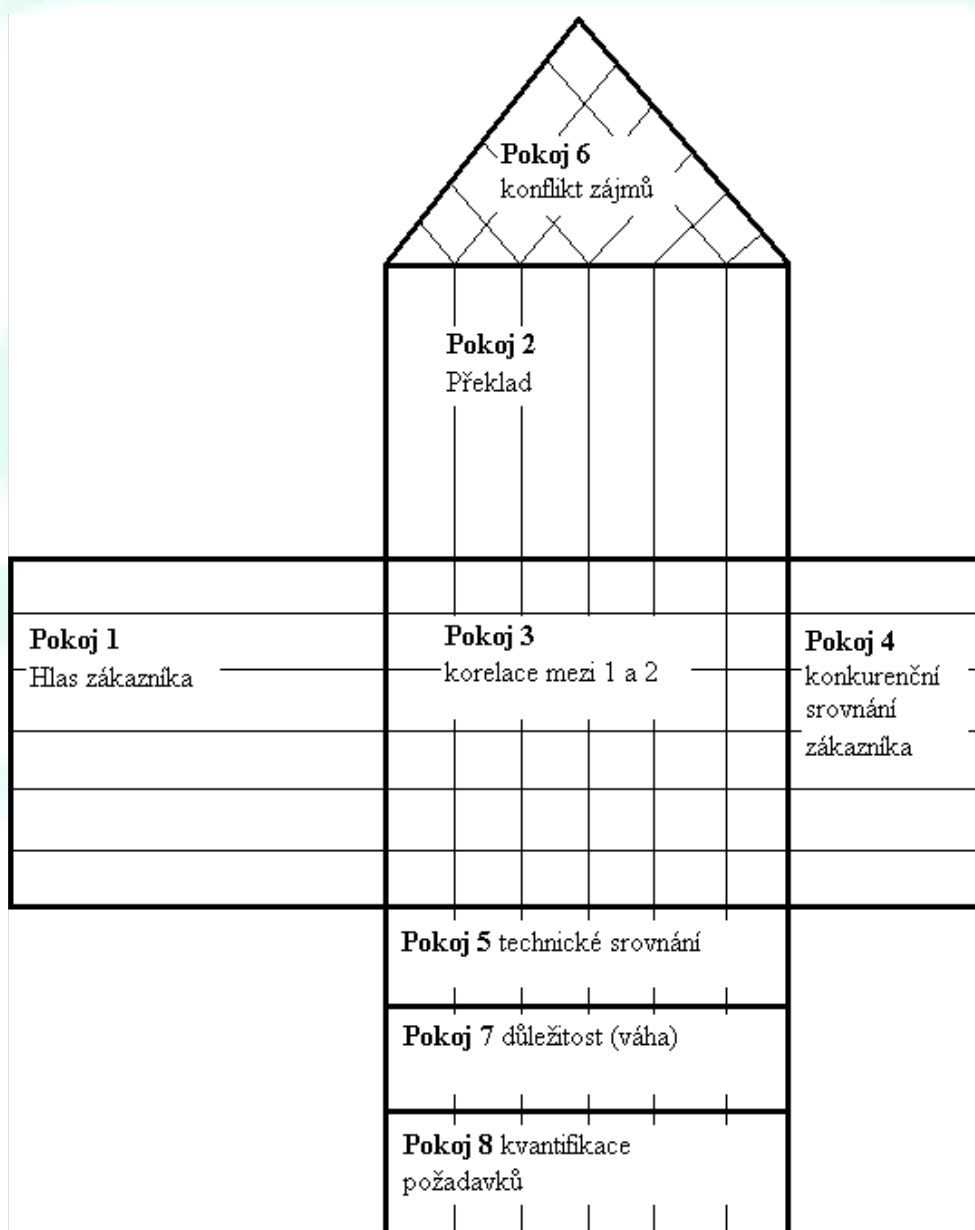 Pokoj 6
konflikt zájmů
Pokoj 2
Překlad
Pokoj 1
Hlas zákazníka
Pokoj 3
korelace mezi 1 a 2
Pokoj 4
konkurenční
srovnání
zákazníka
Pokoj 5 technické srovnání
Pokoj 7 důležitost (váha)
Pokoj 8 kvantifikace
požadavků